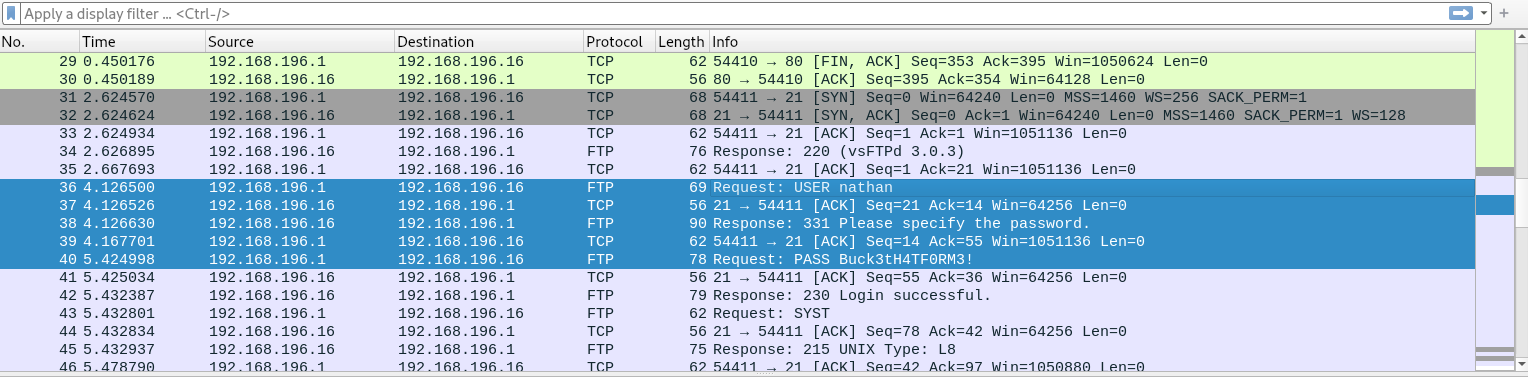 Apply a display filter … <Ctrl-/>
No. Time Source Destination Protocol Length Info
29 0.450176 192.168.196.1 192.168.196.16 TCP 62 54410 → 80 [FIN, ACK] Seq=353 Ack=395 Win=1050624 Len=0
30 0.450189 192.168.196.16 192.168.196.1 TCP 56 80 → 54410 [ACK] Seq=395 Ack=354 Win=64128 Len=0
31 2.624570 192.168.196.1 192.168.196.16 TCP 68 54411 → 21 [SYN] Seq=0 Win=64240 Len=0 MSS=1460 WS=256 SACK_PERM=1
32 2.624624 192.168.196.16 192.168.196.1 TCP 68 21 → 54411 [SYN, ACK] Seq=0 Ack=1 Win=64240 Len=0 MSS=1460 SACK_PERM=1 WS=128
33 2.624934 192.168.196.1 192.168.196.16 TCP 62 54411 → 21 [ACK] Seq=1 Ack=1 Win=1051136 Len=0
34 2.626895 192.168.196.16 192.168.196.1 FTP 76 Response: 220 (vsFTPd 3.0.3)
35 2.667693 192.168.196.1 192.168.196.16 TCP 62 54411 → 21 [ACK] Seq=1 Ack=21 Win=1051136 Len=0
36 4.126500 192.168.196.1 192.168.196.16 FTP 69 Request: USER nathan
37 4.126526 192.168.196.16 192.168.196.1 TCP 56 21 → 54411 [ACK] Seq=21 Ack=14 Win=64256 Len=0
38 4.126630 192.168.196.16 192.168.196.1 FTP 90 Response: 331 Please specify the password.
39 4.167701 192.168.196.1 192.168.196.16 TCP 62 54411 → 21 [ACK] Seq=14 Ack=55 Win=1051136 Len=0
40 5.424998 192.168.196.1 192.168.196.16 FTP 78 Request: PASS Buck3tH4TF0RM3!
41 5.425034 192.168.196.16 192.168.196.1 TCP 56 21 → 54411 [ACK] Seq=55 Ack=36 Win=64256 Len=0
42 5.432387 192.168.196.16 192.168.196.1 FTP 79 Response: 230 Login successful.
43 5.432801 192.168.196.1 192.168.196.16 FTP 62 Request: SYST
44 5.432834 192.168.196.16 192.168.196.1 TCP 56 21 → 54411 [ACK] Seq=78 Ack=42 Win=64256 Len=0
45 5.432937 192.168.196.16 192.168.196.1 FTP 75 Response: 215 UNIX Type: L8
46 5.478790 192.168.196.1 192.168.196.16 TCP 62 54411 → 21 [ACK] Seq=42 Ack=97 Win=1050880 Len=0